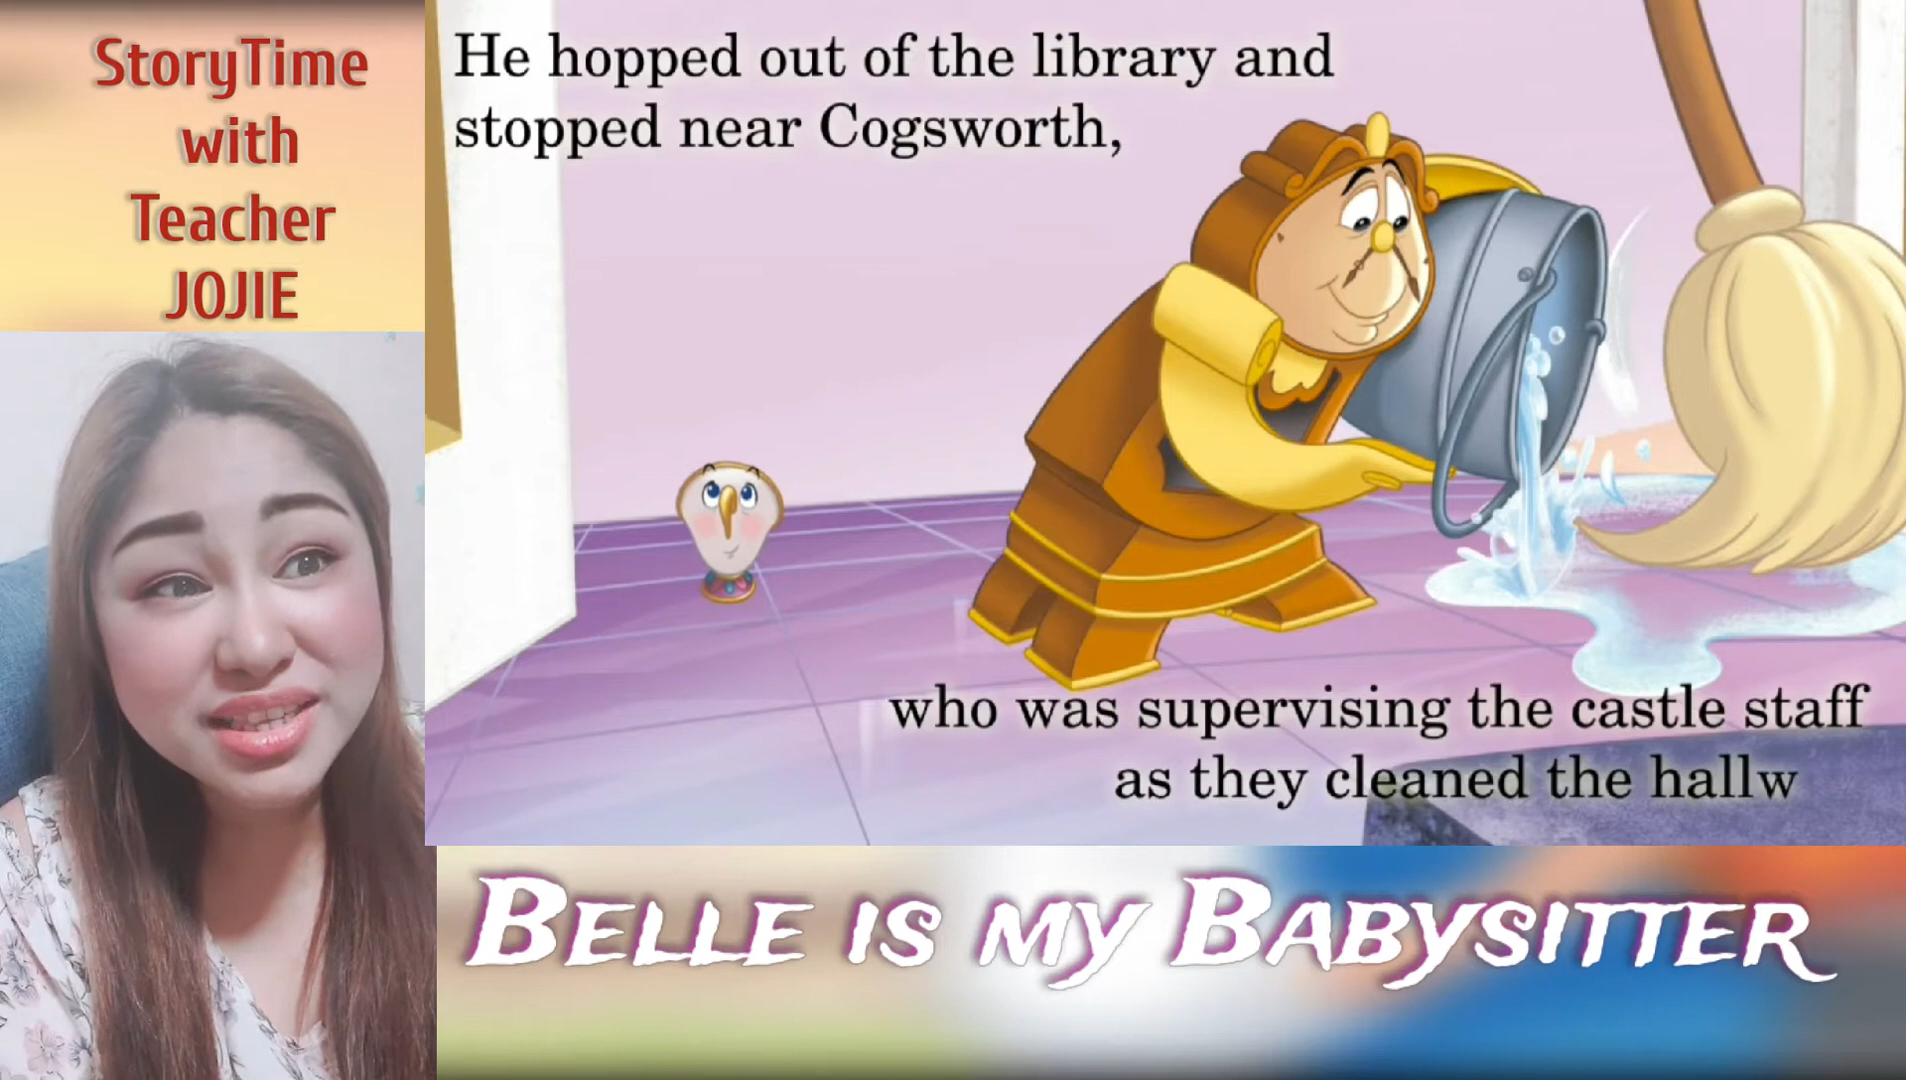 StoryTime
with
Teacher
JOJIE
He hopped out of the library and
stopped near Cogsworth,
who was supervising the castle staff
as they cleaned the hallw
BELLE IS MY BABYSITTER